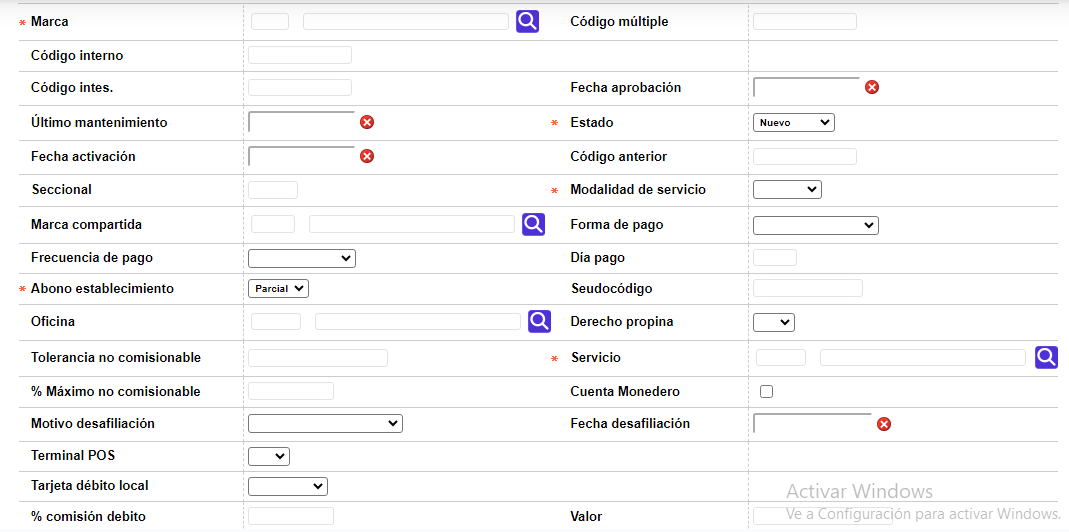 * Marca Código múltiple
Código interno
Código intes. Fecha aprobación
Último mantenimiento * Estado Nuevo
Fecha activación Código anterior
Seccional * Modalidad de servicio
Marca compartida Forma de pago
Frecuencia de pago Día pago
* Abono establecimiento Parcial Seudocódigo
Oficina Derecho propina
Tolerancia no comisionable * Servicio
% Máximo no comisionable Cuenta Monedero
Motivo desafiliación Fecha desafiliación
Terminal POS
Tarjeta débito local
Activar Windows
% comisión debito Valor
Ve a Configuración para activar Windows.